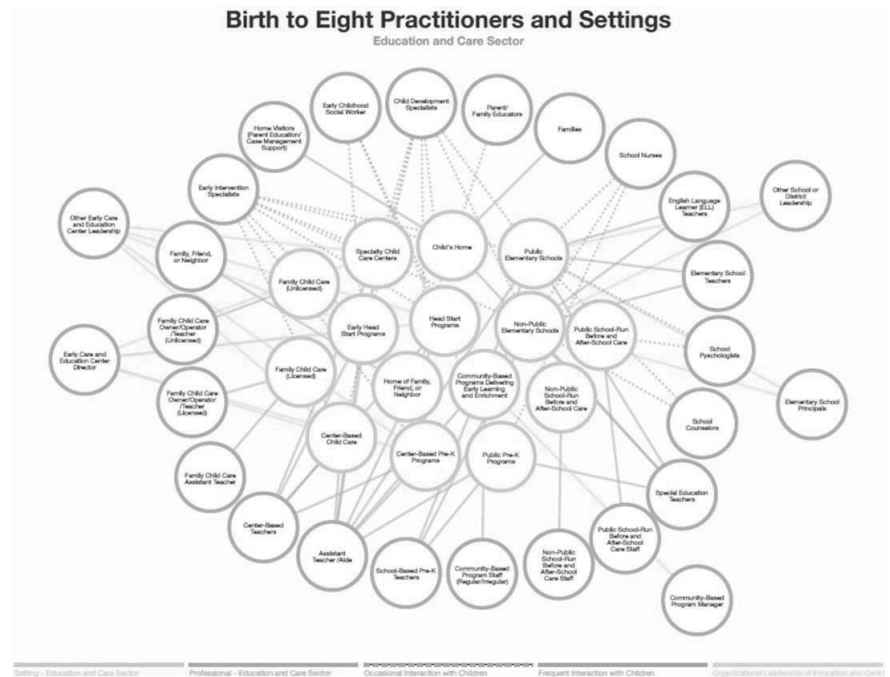 Birth to Eight Practitioners and Settings
Education and Care Sector
Early Childhood
Social Worker
Child Development
Specialists
Parent/
Family Educators
Families
Home Visitors
(Parent Education/
Case Management
Support)
School Nurses
Early Intervention
Specialists
English Language
Learner (ELL)
Teachers
Other School or
District
Leadership
Other Early Care
and Education
Center Leadership
Family, Friend,
or Neighbor
Specialty Child
Care Centers
Child's Home
Public
Elementary Schools
Elementary School
Teachers
Family Child Care
(Unlicensed)
Family Child Care
Owner/Operator
/Teacher
(Unlicensed)
Early Head
Start Programs
Head Start
Programs
Non-Public
Elementary Schools
Public School-Run
Before and
After-School Care
School
Pyschologists
Early Care and
Education Center
Director
Family Child Care
(Licensed)
Home of Family,
Friend, or
Neighbor
Community-Based
Programs Delivering
Early Learning
and Enrichment
Non-Public
School-Run
Before and
After-School Care
Family Child Care
Owner/Operator
/Teacher
(Licensed)
Elementary School
Principals
School
Counselors
Center-Based
Child Care
Center-Based Pre-K
Programs
Public Pre-K
Programs
Family Child Care
Assistant Teacher
Special Education
Teachers
Center-Based
Teachers
Assistant
Teacher /Aide
School-Based Pre-K
Teachers
Community-Based
Program Staff
(Regular/Irregular)
Non-Public
School-Run
Before and
After-School
Care Staff
Public School-Run
Before and
After-School
Care Staff
Community-Based
Program Manager
Setting - Education and Care Sector
Professional - Education and Care Sector
Occasional Interaction with Children
Frequent Interaction with Children
Organizational Leadership of Education and Care